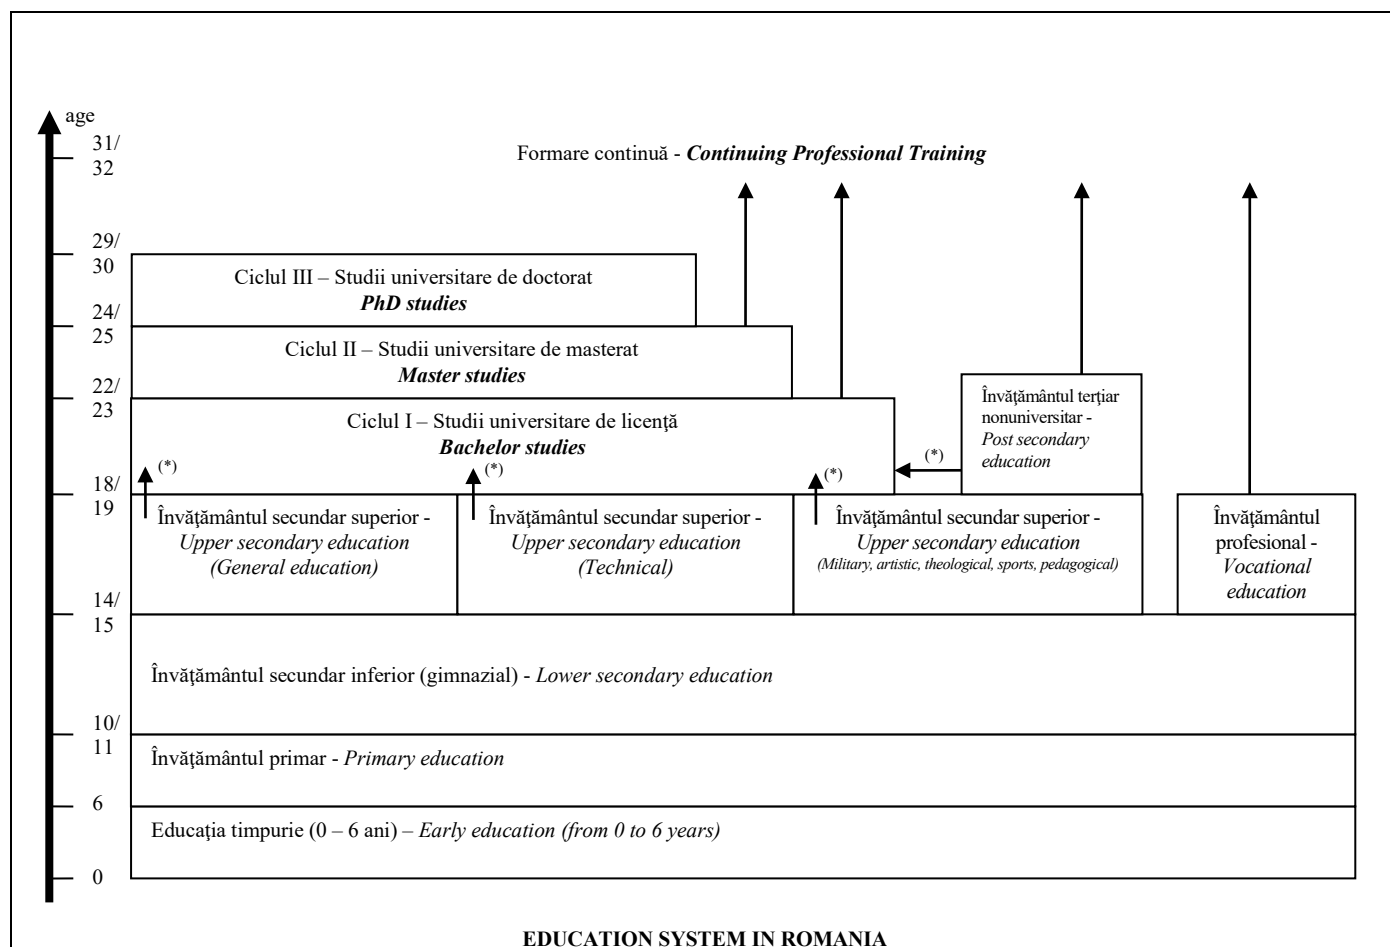 age
31/
32
Formare continuă - Continuing Professional Training
29/
30
Ciclul III – Studii universitare de doctorat
PhD studies
24/
25
Ciclul II – Studii universitare de masterat
Master studies
22/
23
Ciclul I – Studii universitare de licenţă
Bachelor studies
Învăţământul terţiar
nonuniversitar -
Post secondary
education
(*)
(*)
(*)
(*)
18/
19
Învăţământul secundar superior -
Upper secondary education
(General education)
Învăţământul secundar superior -
Upper secondary education
(Technical)
Învăţământul secundar superior -
Upper secondary education
(Military, artistic, theological, sports, pedagogical)
Învăţământul
profesional -
Vocational
education
14/
15
Învăţământul secundar inferior (gimnazial) - Lower secondary education
10/
11
Învăţământul primar - Primary education
6
Educaţia timpurie (0 – 6 ani) – Early education (from 0 to 6 years)
0
EDUCATION SYSTEM IN ROMANIA